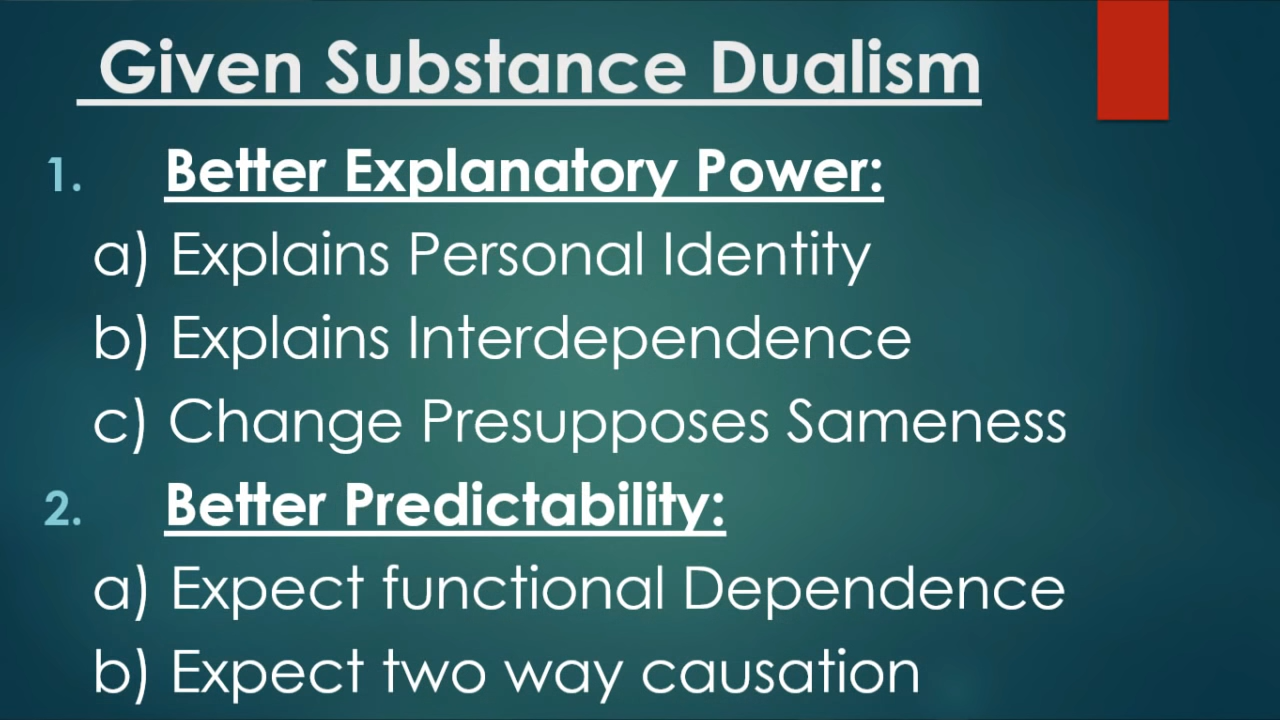 Given Substance Dualism
1. Better Explanatory Power:
a) Explains Personal Identity
b) Explains Interdependence
c) Change Presupposes Sameness
2. Better Predictability:
a) Expect functional Dependence
b) Expect two way causation